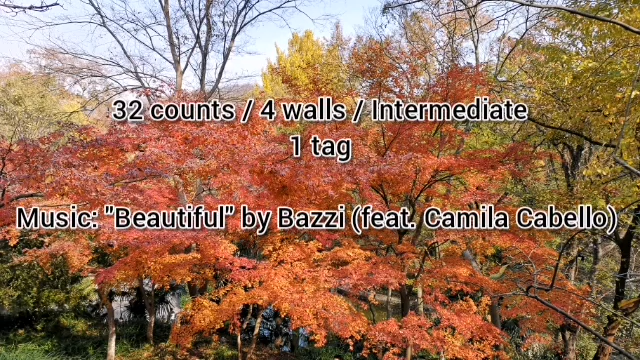 32 counts / 4 walls / Intermediate
1 tag
Music: "Beautiful" by Bazzi (feat. Camila Cabello)